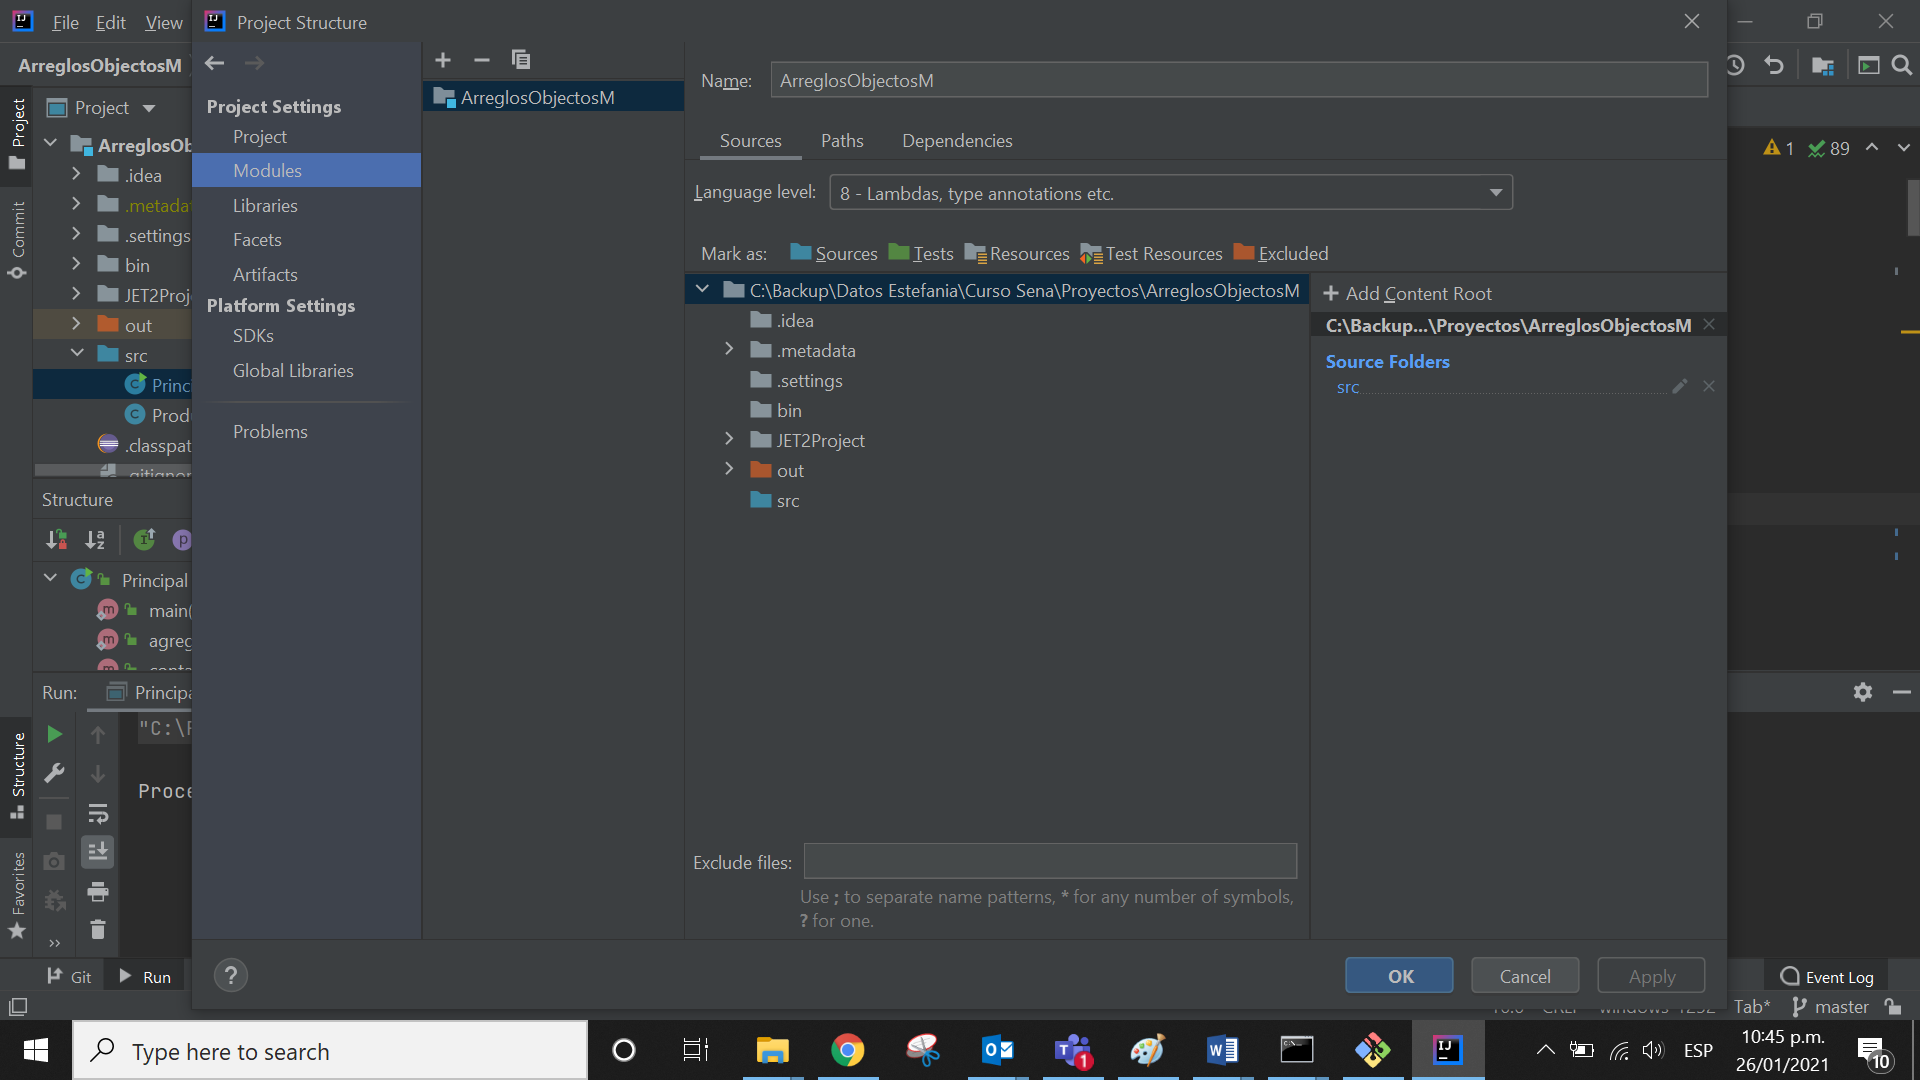 File Edit View
Project Structure
ArreglosObjectosM
Project Settings
Project
Modules
Libraries
Facets
Artifacts
Platform Settings
SDKs
Global Libraries
Problems
ArreglosObjectosM
Name: ArreglosObjectosM
Sources Paths Dependencies
Language level: 8 - Lambdas, type annotations etc.
Mark as: Sources Tests Resources Test Resources Excluded
C:\Backup\Datos Estefania\Curso Sena\Proyectos\ArreglosObjectosM
.idea
.metadata
.settings
bin
JET2Project
out
src
+ Add Content Root
C:\Backup...\Proyectos\ArreglosObjectosM
Source Folders
src
Exclude files:
Use ; to separate name patterns, * for any number of symbols,
? for one.
? OK Cancel Apply
1 89
Project
Commit
Structure
Favorites
Project
ArreglosOb
.idea
.metada
.settings
bin
JET2Proj
out
src
Princi
Prod
.classpat
.gitignor
Structure
Principal
main(
agreg
conta
Run: Principa
"C:\P
Proce
Git Run
Event Log
Tab* master
Type here to search
ESP
10:45 p.m.
26/01/2021
10
1